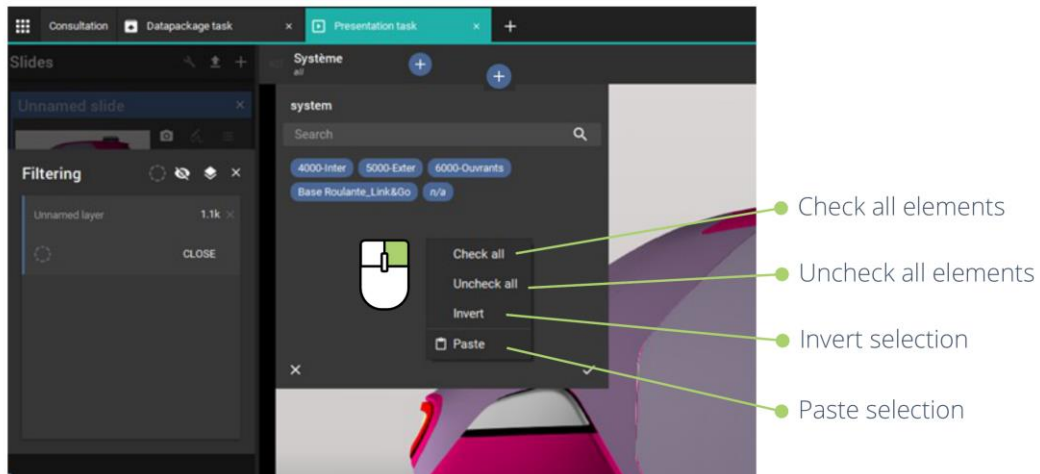 Consultation Datapackage task Presentation task
Slides
Système
all
Unnamed slide
system
Search
4000-Inter 5000-Exter 6000-Ouvrants
Base Roulante_Link&Go n/a
Filtering
Unnamed layer 1.1k
CLOSE
Check all
Uncheck all
Invert
Paste
Check all elements
Uncheck all elements
Invert selection
Paste selection